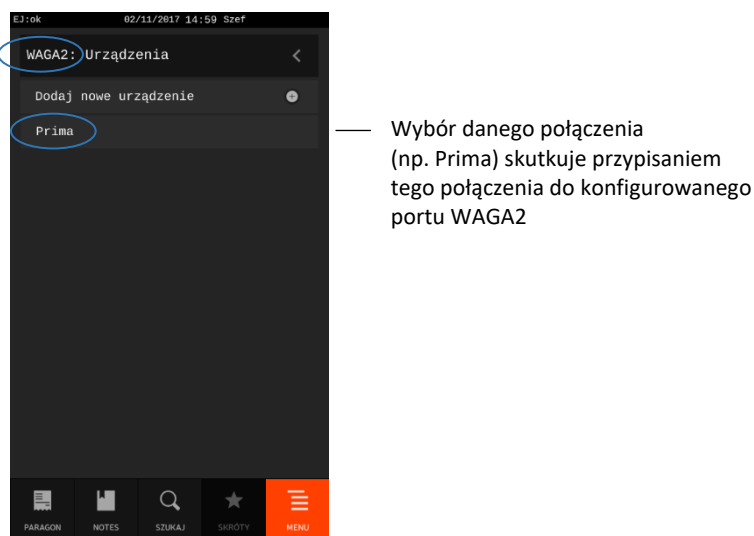 EJ:ok 02/11/2017 14:59 Szef
WAGA2: Urządzenia
Dodaj nowe urządzenie
Prima
Wybór danego połączenia
(np. Prima) skutkuje przypisaniem
tego połączenia do konfigurowanego
portu WAGA2
PARAGON NOTES SZUKAJ SKRÓTY MENU